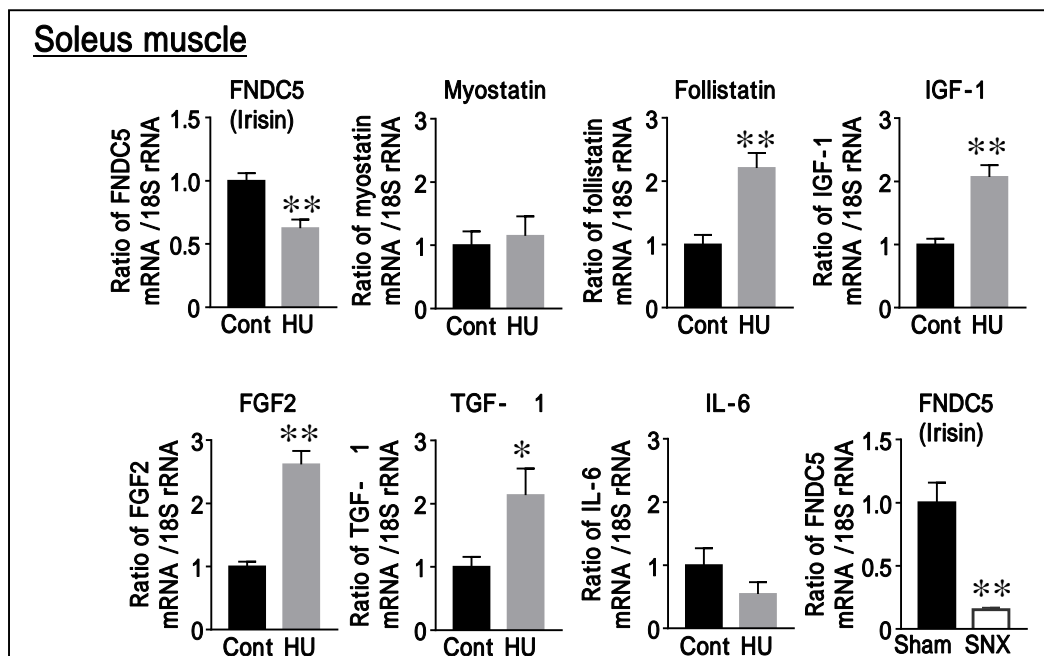 Soleus muscle
FNDC5
(Irisin)
Ratio of FNDC5
mRNA /18S rRNA
1.5
1.0
0.5
0
Cont HU
**
Myostatin
Ratio of myostatin
mRNA /18S rRNA
3
2
1
0
Cont HU
Follistatin
Ratio of follistatin
mRNA /18S rRNA
3
2
1
0
Cont HU
**
IGF-1
Ratio of IGF-1
mRNA /18S rRNA
3
2
1
0
Cont HU
**
FGF2
Ratio of FGF2
mRNA /18S rRNA
3
2
1
0
Cont HU
**
TGF- 1
Ratio of TGF- 1
mRNA /18S rRNA
3
2
1
0
Cont HU
*
IL-6
Ratio of IL-6
mRNA /18S rRNA
3
2
1
0
Cont HU
FNDC5
(Irisin)
Ratio of FNDC5
mRNA /18S rRNA
1.5
1.0
0.5
0
Sham SNX
**